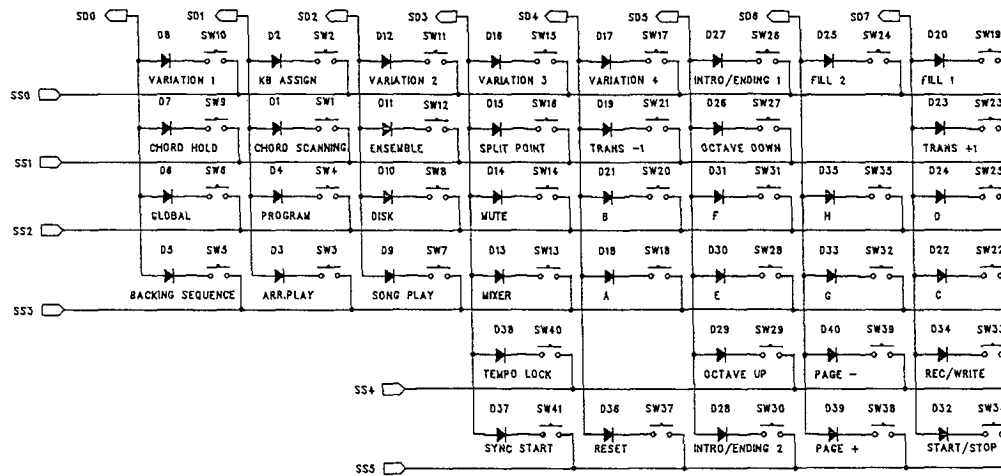 SD0 SD1 SD2 SD3 SD4 SD5 SD6 SD7
D8 SW10 D2 SW2 D12 SW11 D16 SW15 D17 SW17 D27 SW26 D25 SW24 D20 SW19
VARIATION 1 KB ASSIGN VARIATION 2 VARIATION 3 VARIATION 4 INTRO/ENDING 1 FILL 2 FILL 1
SS0
D7 SW9 D1 SW1 D11 SW12 D15 SW16 D19 SW21 D26 SW27 D23 SW23
CHORD HOLD CHORD SCANNING ENSEMBLE SPLIT POINT TRANS -1 OCTAVE DOWN TRANS +1
SS1
D6 SW6 D4 SW4 D10 SW8 D14 SW14 D21 SW20 D31 SW31 D35 SW35 D24 SW25
GLOBAL PROGRAM DISK MUTE B F H D
SS2
D5 SW5 D3 SW3 D9 SW7 D13 SW13 D18 SW18 D30 SW28 D33 SW32 D22 SW22
BACKING SEQUENCE ARR.PLAY SONG PLAY MIXER A E G C
SS3
D38 SW40 D29 SW29 D40 SW39 D34 SW33
TEMPO LOCK OCTAVE UP PAGE - REC/WRITE
SS4
D37 SW41 D36 SW37 D28 SW30 D39 SW38 D32
SYNC START RESET INTRO/ENDING 2 PAGE + START/STOP
SS5